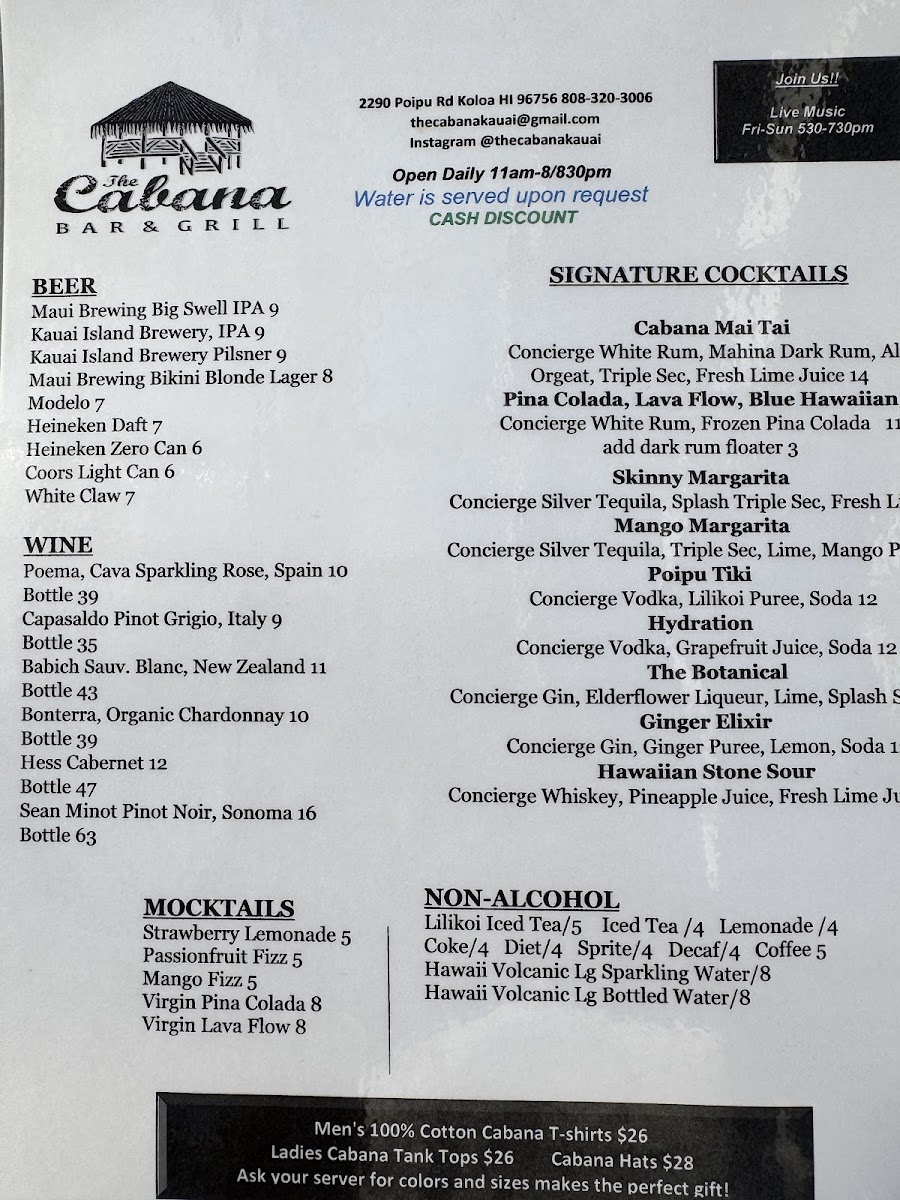 The
Cabana
BAR & GRILL
2290 Poipu Rd Koloa HI 96756 808-320-3006
thecabanakauai@gmail.com
Instagram @thecabanakauai
Open Daily 11am-8/830pm
Water is served upon request
CASH DISCOUNT
Join Us!!
Live Music
Fri-Sun 530-730pm
BEER
Maui Brewing Big Swell IPA 9
Kauai Island Brewery, IPA 9
Kauai Island Brewery Pilsner 9
Maui Brewing Bikini Blonde Lager 8
Modelo 7
Heineken Daft 7
Heineken Zero Can 6
Coors Light Can 6
White Claw 7
WINE
Poema, Cava Sparkling Rose, Spain 10
Bottle 39
Capasaldo Pinot Grigio, Italy 9
Bottle 35
Babich Sauv. Blanc, New Zealand 11
Bottle 43
Bonterra, Organic Chardonnay 10
Bottle 39
Hess Cabernet 12
Bottle 47
Sean Minot Pinot Noir, Sonoma 16
Bottle 63
SIGNATURE COCKTAILS
Cabana Mai Tai
Concierge White Rum, Mahina Dark Rum,
Orgeat, Triple Sec, Fresh Lime Juice 14
Pina Colada, Lava Flow, Blue Hawaiian
Concierge White Rum, Frozen Pina Colada 11
add dark rum floater 3
Skinny Margarita
Concierge Silver Tequila, Splash Triple Sec, Fresh
Mango Margarita
Concierge Silver Tequila, Triple Sec, Lime, Mango
Poipu Tiki
Concierge Vodka, Lilikoi Puree, Soda 12
Hydration
Concierge Vodka, Grapefruit Juice, Soda 12
The Botanical
Concierge Gin, Elderflower Liqueur, Lime, Splash
Ginger Elixir
Concierge Gin, Ginger Puree, Lemon, Soda
Hawaiian Stone Sour
Concierge Whiskey, Pineapple Juice, Fresh Lime
MOCKTAILS
Strawberry Lemonade 5
Passionfruit Fizz 5
Mango Fizz 5
Virgin Pina Colada 8
Virgin Lava Flow 8
NON-ALCOHOL
Lilikoi Iced Tea/5 Iced Tea /4 Lemonade /4
Coke/4 Diet/4 Sprite/4 Decaf/4 Coffee 5
Hawaii Volcanic Lg Sparkling Water/8
Hawaii Volcanic Lg Bottled Water/8
Men's 100% Cotton Cabana T-shirts $26
Ladies Cabana Tank Tops $26 Cabana Hats $28
Ask your server for colors and sizes makes the perfect gift!